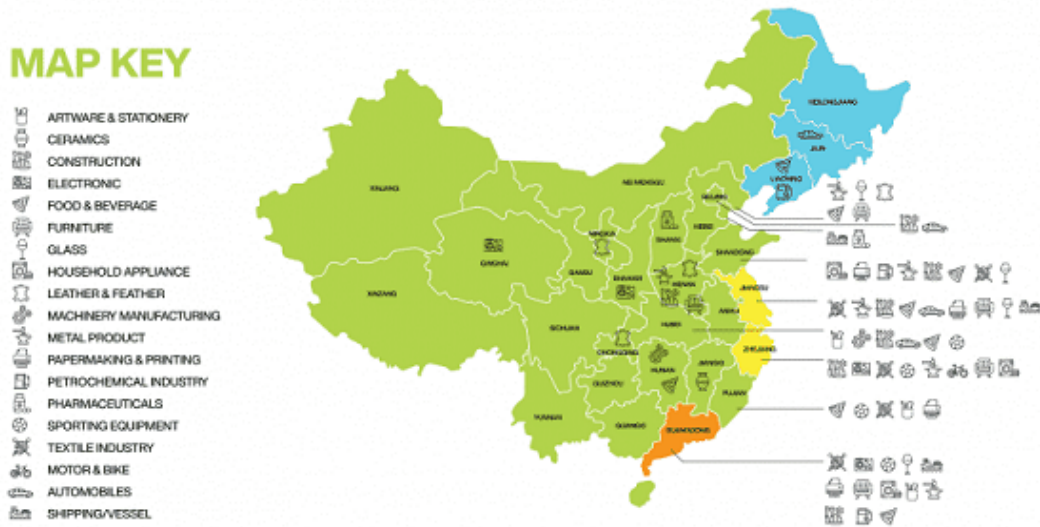 MAP KEY
ARTWARE & STATIONERY
CERAMICS
CONSTRUCTION
ELECTRONIC
FOOD & BEVERAGE
FURNITURE
GLASS
HOUSEHOLD APPLIANCE
LEATHER & FEATHER
MACHINERY MANUFACTURING
METAL PRODUCT
PAPERMAKING & PRINTING
PETROCHEMICAL INDUSTRY
PHARMACEUTICALS
SPORTING EQUIPMENT
TEXTILE INDUSTRY
MOTOR & BIKE
AUTOMOBILES
SHIPPING/VESSEL
HEILONGJIANG
JILIN
LIAONING
XINJIANG
NEI MONGGU
BEIJING
HEBEI
NINGXIA
SHANXI
SHANDONG
QINGHAI
GANSU
SHAANXI
HENAN
JIANGSU
XIZANG
ANHUI
SICHUAN
HUBEI
CHONGQING
ZHEJIANG
HUNAN
JIANGXI
GUIZHOU
FUJIAN
YUNNAN
GUANGXI
GUANGDONG